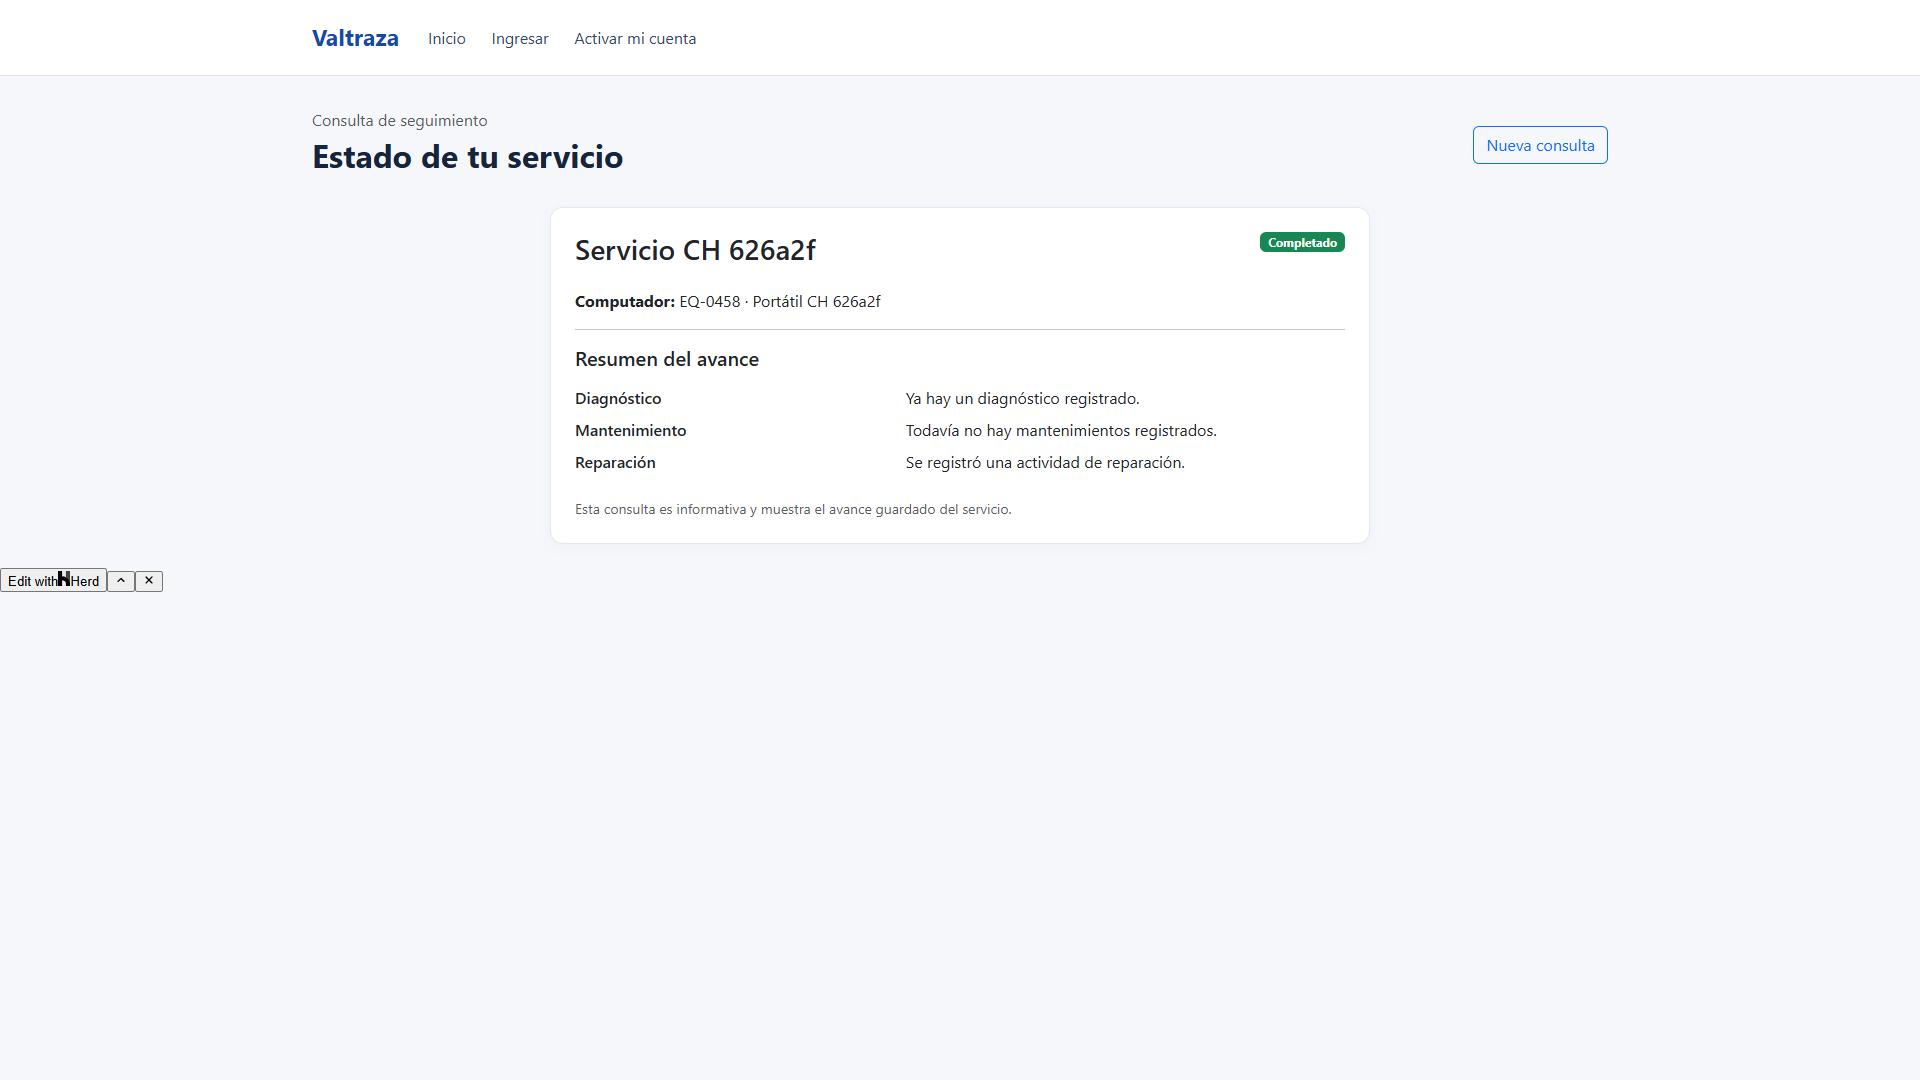 Valtraza Inicio Ingresar Activar mi cuenta
Consulta de seguimiento
Estado de tu servicio
Nueva consulta
Servicio CH 626a2f
Completado
Computador: EQ-0458 · Portátil CH 626a2f
Resumen del avance
Diagnóstico Ya hay un diagnóstico registrado.
Mantenimiento Todavía no hay mantenimientos registrados.
Reparación Se registró una actividad de reparación.
Esta consulta es informativa y muestra el avance guardado del servicio.
Edit with Herd